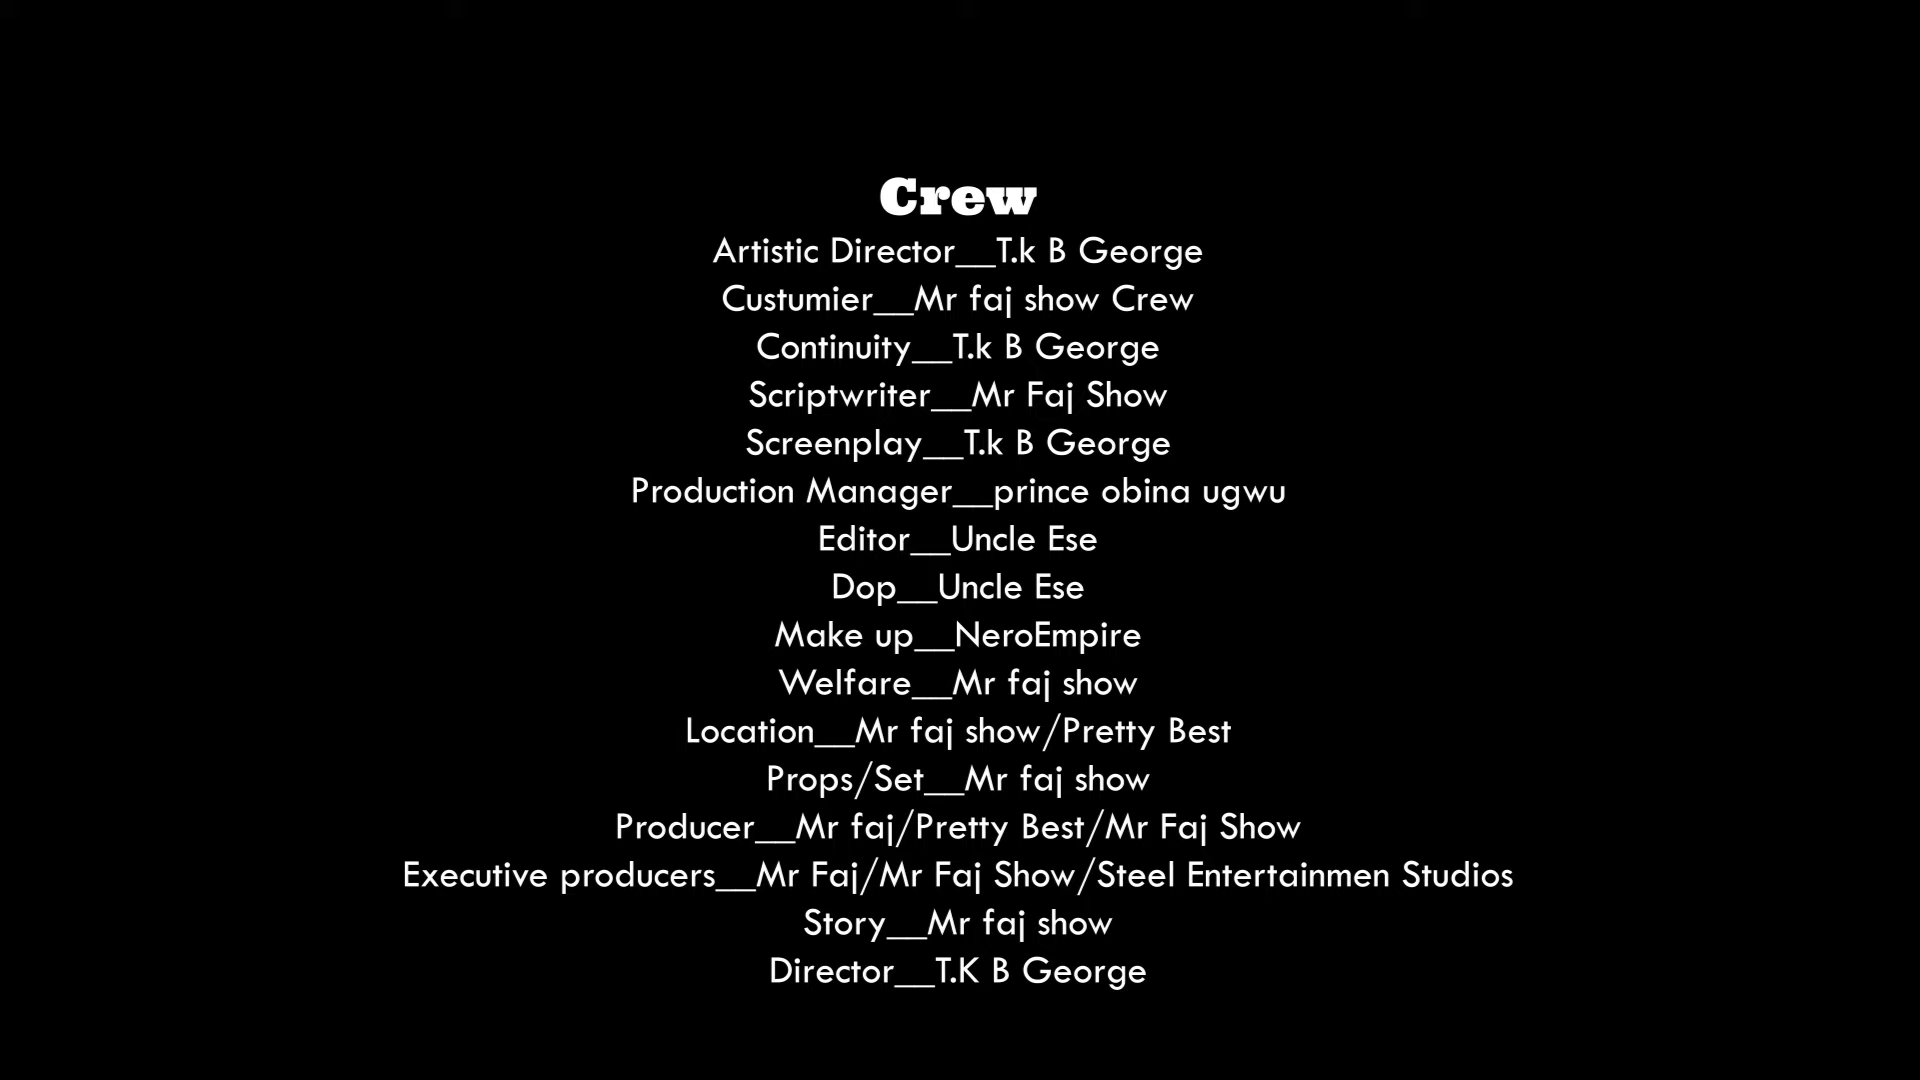 Crew
Artistic Director__T.k B George
Custumier__Mr faj show Crew
Continuity__T.k B George
Scriptwriter__Mr Faj Show
Screenplay__T.k B George
Production Manager__prince obina ugwu
Editor__Uncle Ese
Dop__Uncle Ese
Make up__NeroEmpire
Welfare__Mr faj show
Location__Mr faj show/Pretty Best
Props/Set__Mr faj show
Producer__Mr faj/Pretty Best/Mr Faj Show
Executive producers__Mr Faj/Mr Faj Show/Steel Entertainmen Studios
Story__Mr faj show
Director__T.K B George